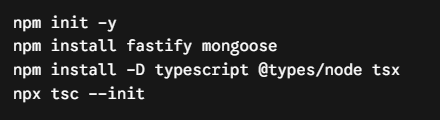 npm init -y
npm install fastify mongoose
npm install -D typescript @types/node tsx
npx tsc --init